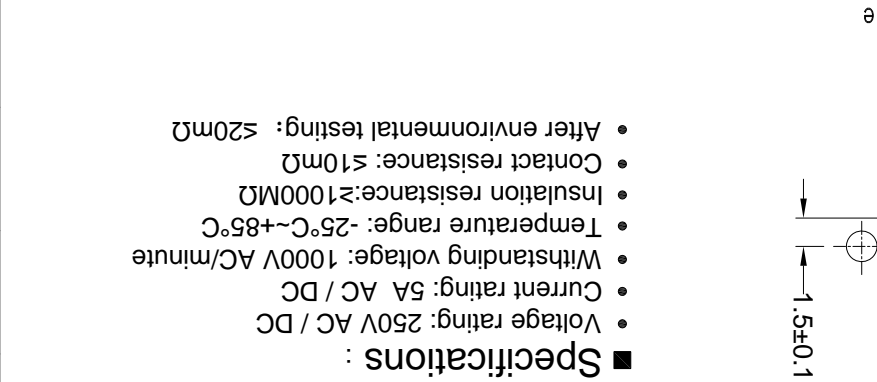 ■ Specifications :
• Voltage rating: 250V AC / DC
• Current rating: 5A AC / DC
• Withstanding voltage: 1000V AC/minute
• Temperature range: -25°C~+85°C
• Insulation resistance:≥1000MΩ
• Contact resistance: ≤10mΩ
• After environmental testing: ≤20mΩ
1.5±0.1
e